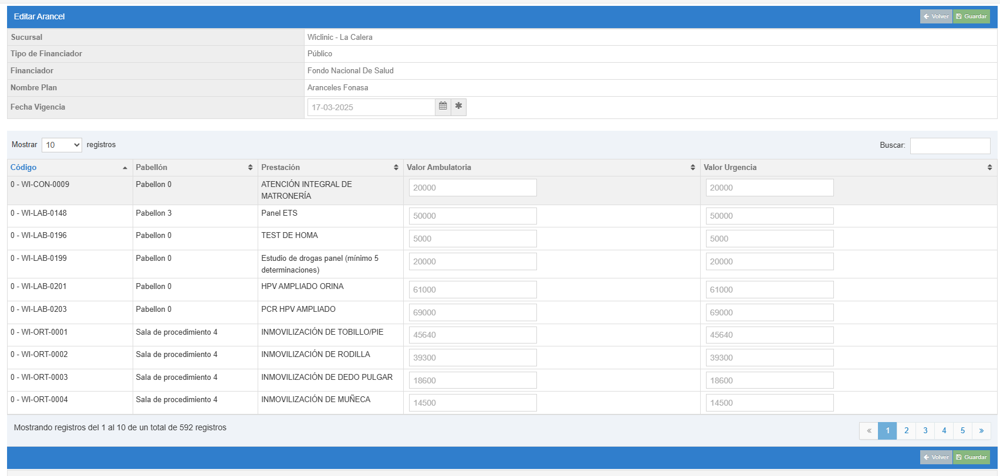 Editar Arancel Volver Guardar
Sucursal Wiclinic - La Calera
Tipo de Financiador Público
Financiador Fondo Nacional De Salud
Nombre Plan Aranceles Fonasa
Fecha Vigencia 17-03-2025
Mostrar 10 registros Buscar:
Código Pabellón Prestación Valor Ambulatoria Valor Urgencia
0 - WI-CON-0009 Pabellon 0 ATENCIÓN INTEGRAL DE 20000 20000
MATRONERÍA
0 - WI-LAB-0148 Pabellon 3 Panel ETS 50000 50000
0 - WI-LAB-0196 Pabellon 0 TEST DE HOMA 5000 5000
0 - WI-LAB-0199 Pabellon 0 Estudio de drogas panel (mínimo 5 20000 20000
determinaciones)
0 - WI-LAB-0201 Pabellon 0 HPV AMPLIADO ORINA 61000 61000
0 - WI-LAB-0203 Pabellon 0 PCR HPV AMPLIADO 69000 69000
0 - WI-ORT-0001 Sala de procedimiento 4 INMOVILIZACIÓN DE TOBILLO/PIE 45640 45640
0 - WI-ORT-0002 Sala de procedimiento 4 INMOVILIZACIÓN DE RODILLA 39300 39300
0 - WI-ORT-0003 Sala de procedimiento 4 INMOVILIZACIÓN DE DEDO PULGAR 18600 18600
0 - WI-ORT-0004 Sala de procedimiento 4 INMOVILIZACIÓN DE MUÑECA 14500 14500
Mostrando registros del 1 al 10 de un total de 592 registros « 1 2 3 4 5 »
Volver Guardar